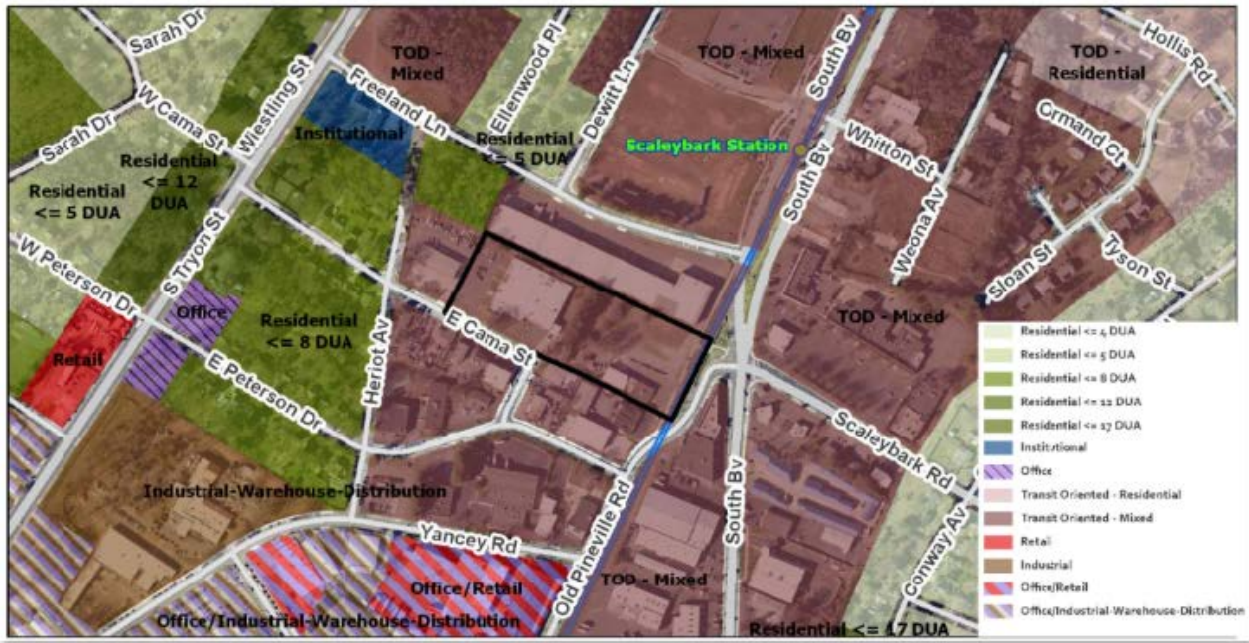 Sarah Dr
W Cama St
Sarah Dr
Wiestling St
TOD -
Mixed
Freeland Ln
Ellenwood Pl
Dewitt Ln
TOD - Mixed
South Bv
TOD -
Residential
Hollis Rd
Institutional
Residential
<= 5 DUA
Scaleybark Station
Whitton St
Ormand Ct
Residential
<= 12
DUA
Residential
<= 5 DUA
S Tryon St
South Bv
Weona Av
Sloan St
Tyson St
W Peterson Dr
Office
Residential
<= 8 DUA
Heriot Av
E Cama St
TOD - Mixed
Retail
E Peterson Dr
Scaleybark Rd
Industrial-Warehouse-Distribution
Yancey Rd
Old Pineville Rd
South Bv
Conway Av
Office/Retail
TOD - Mixed
Office/Industrial-Warehouse-Distribution
Residential <= 17 DUA
Residential <= 4 DUA
Residential <= 5 DUA
Residential <= 8 DUA
Residential <= 12 DUA
Residential <= 17 DUA
Institutional
Office
Transit Oriented - Residential
Transit Oriented - Mixed
Retail
Industrial
Office/Retail
Office/Industrial-Warehouse-Distribution